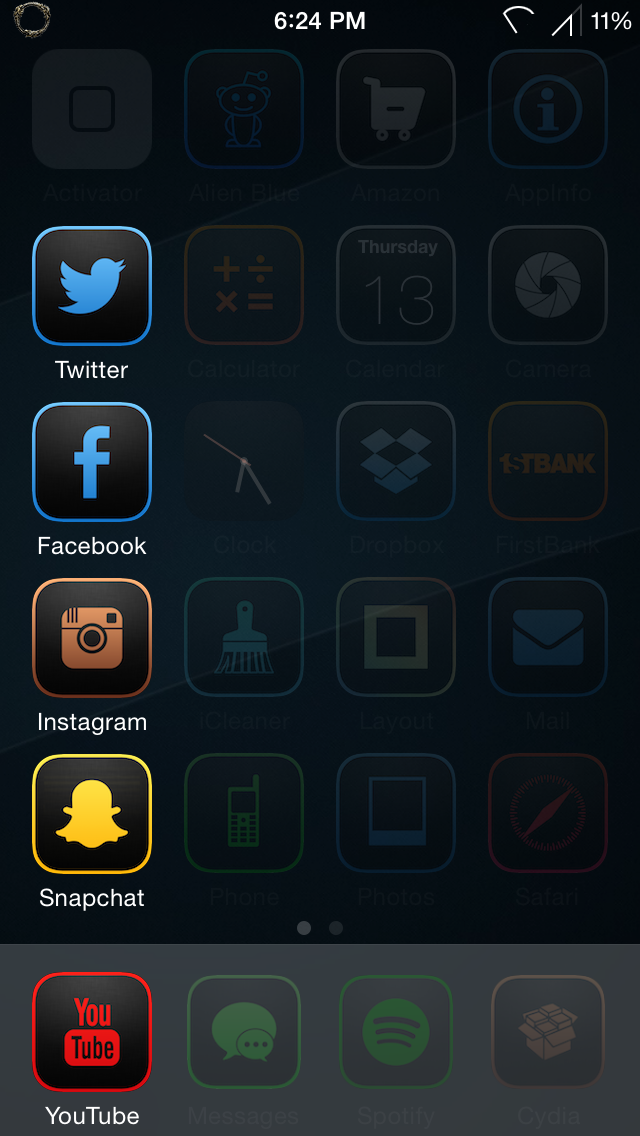 6:24 PM 11%
Activator Alien Blue Amazon AppInfo
Thursday
13
Twitter Calculator Calendar Camera
1STBANK
Facebook Clock Dropbox FirstBank
Instagram iCleaner Layout Mail
Snapchat Phone Photos Safari
You
Tube
YouTube Messages Spotify Cydia